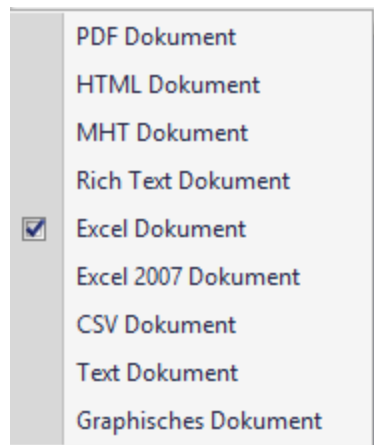 PDF Dokument
HTML Dokument
MHT Dokument
Rich Text Dokument
Excel Dokument
Excel 2007 Dokument
CSV Dokument
Text Dokument
Graphisches Dokument